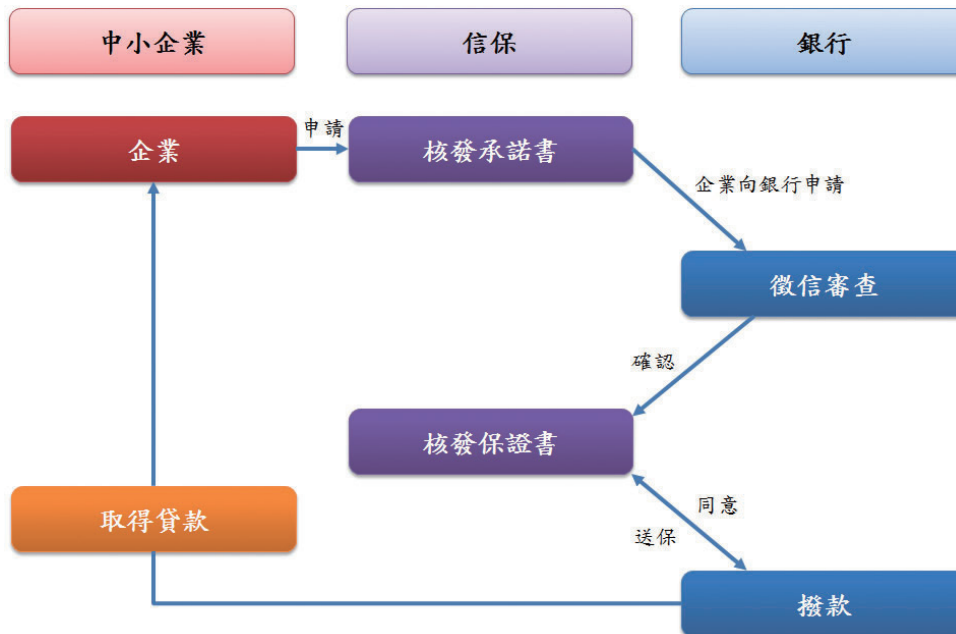 中小企業
信保
銀行
企業
申請
核發承諾書
企業向銀行申請
徵信審查
確認
核發保證書
取得貸款
同意
送保
撥款